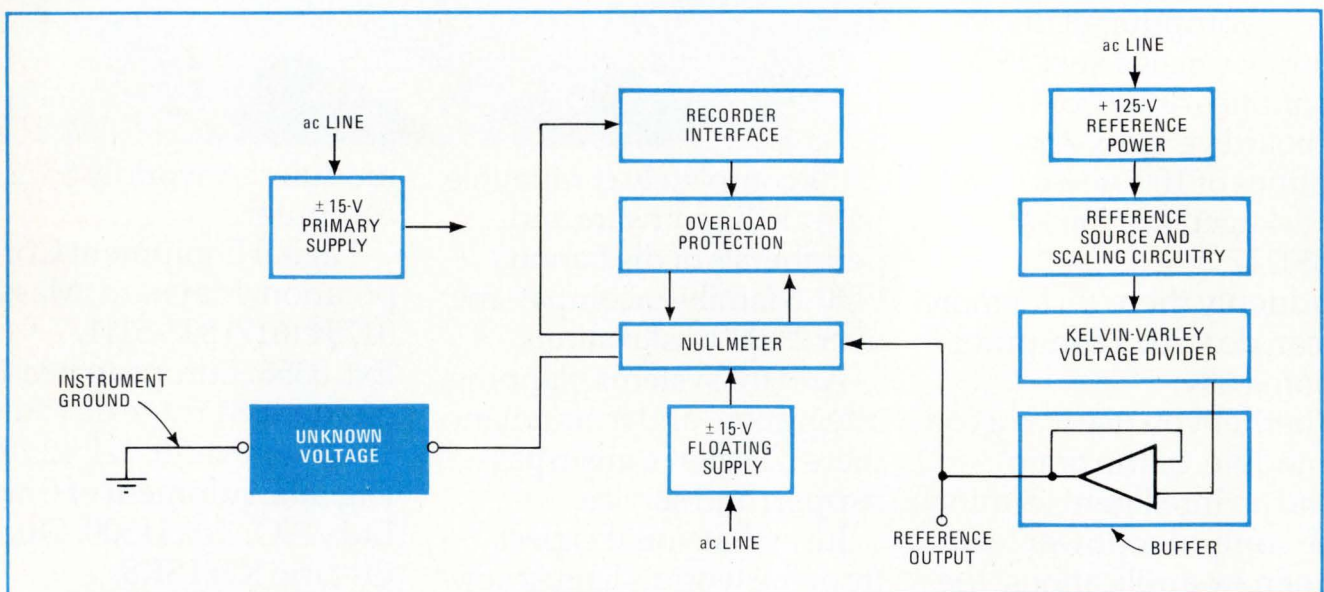 ac LINE
± 15-V
PRIMARY
SUPPLY
INSTRUMENT
GROUND
UNKNOWN
VOLTAGE
RECORDER
INTERFACE
OVERLOAD
PROTECTION
NULLMETER
± 15-V
FLOATING
SUPPLY
ac LINE
ac LINE
+ 125-V
REFERENCE
POWER
REFERENCE
SOURCE AND
SCALING CIRCUITRY
KELVIN-VARLEY
VOLTAGE DIVIDER
REFERENCE
OUTPUT
BUFFER